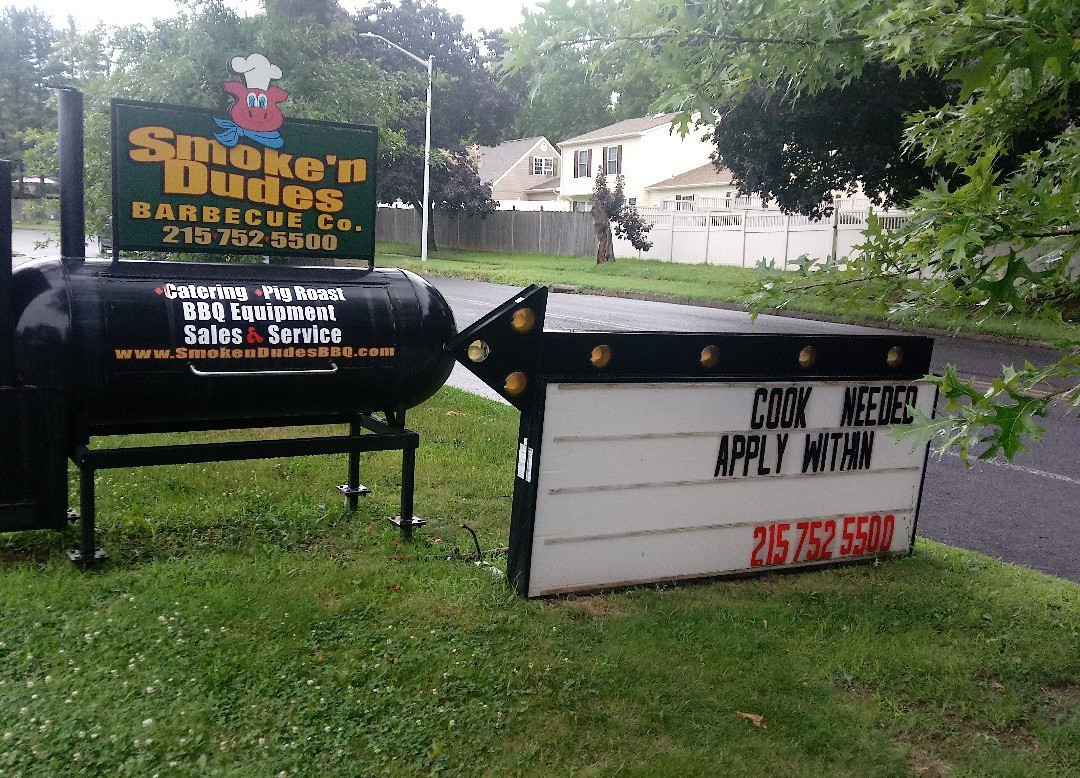 Smoke'n
Dudes
BARBECUE Co.
215·752·5500
Catering Pig Roast
BBQ Equipment
Sales & Service
www.SmokenDudesBBQ.com
COOK NEEDED
APPLY WITHIN
215 752 5500